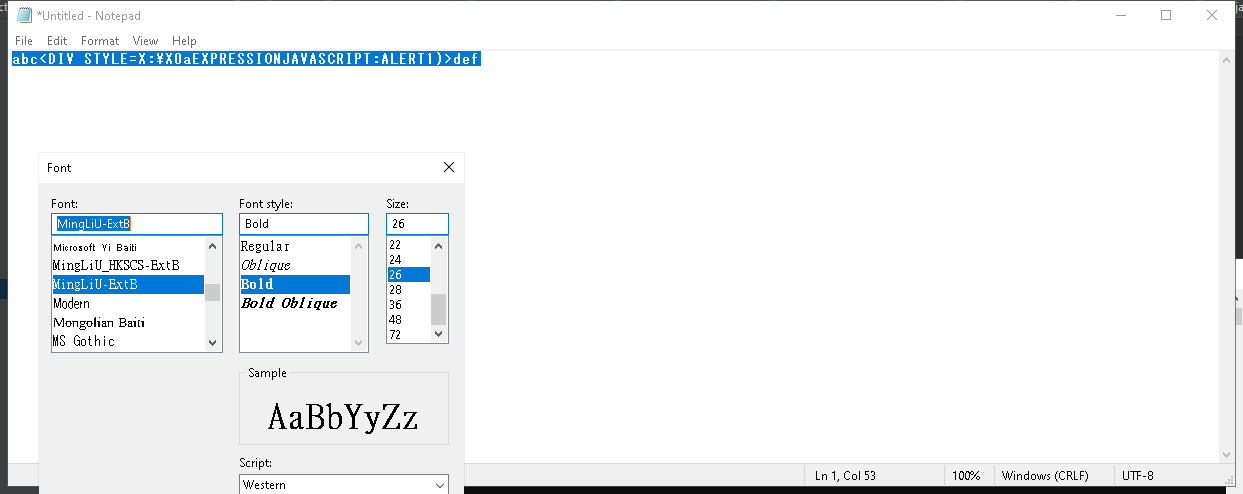 *Untitled - Notepad
File Edit Format View Help
abc<DIV STYLE=X:¥X0aEXPRESSIONJAVASCRIPT:ALERT1)>def
Font
Font: Font style: Size:
MingLiU-ExtB Bold 26
Microsoft Yi Baiti Regular 22
MingLiU_HKSCS-ExtB Oblique 24
MingLiU-ExtB Bold 26
Modern Bold Oblique 28
Mongolian Baiti 36
MS Gothic 48
72
Sample
AaBbYyZz
Script:
Western
Ln 1, Col 53 100% Windows (CRLF) UTF-8